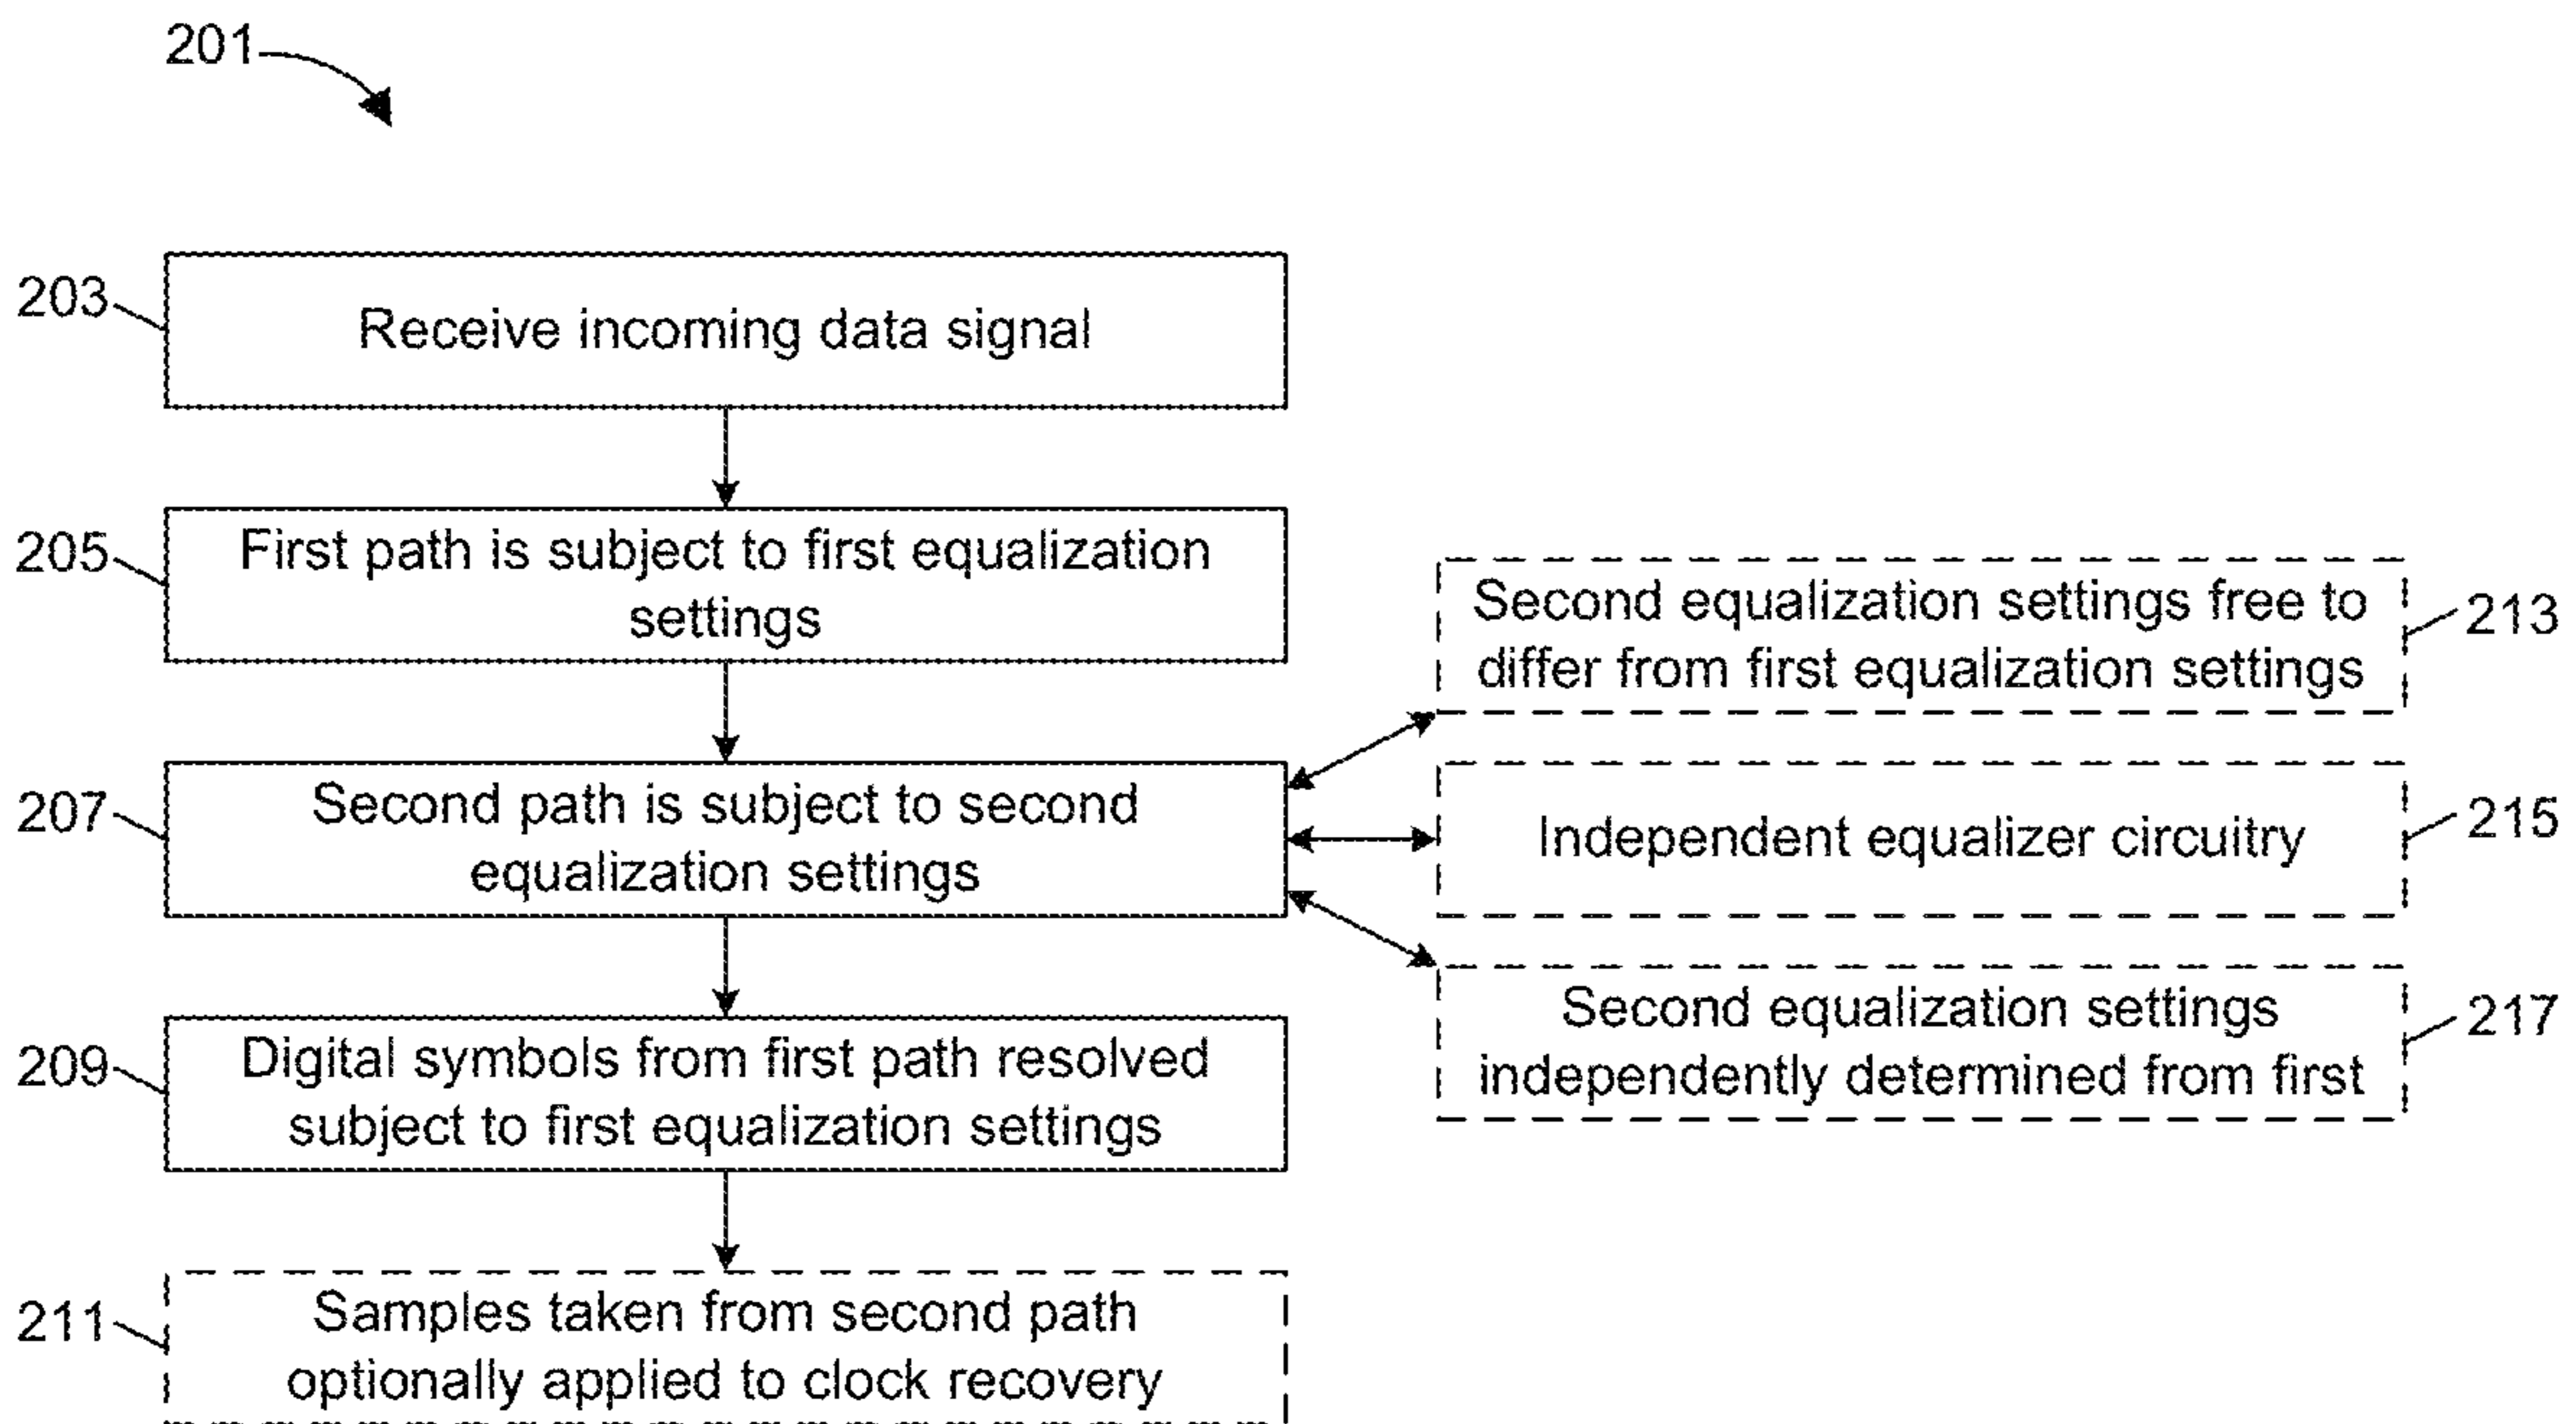 201
203
Receive incoming data signal
205
First path is subject to first equalization
settings
Second equalization settings free to
differ from first equalization settings
213
207
Second path is subject to second
equalization settings
Independent equalizer circuitry
215
Second equalization settings
independently determined from first
217
209
Digital symbols from first path resolved
subject to first equalization settings
211
Samples taken from second path
optionally applied to clock recovery